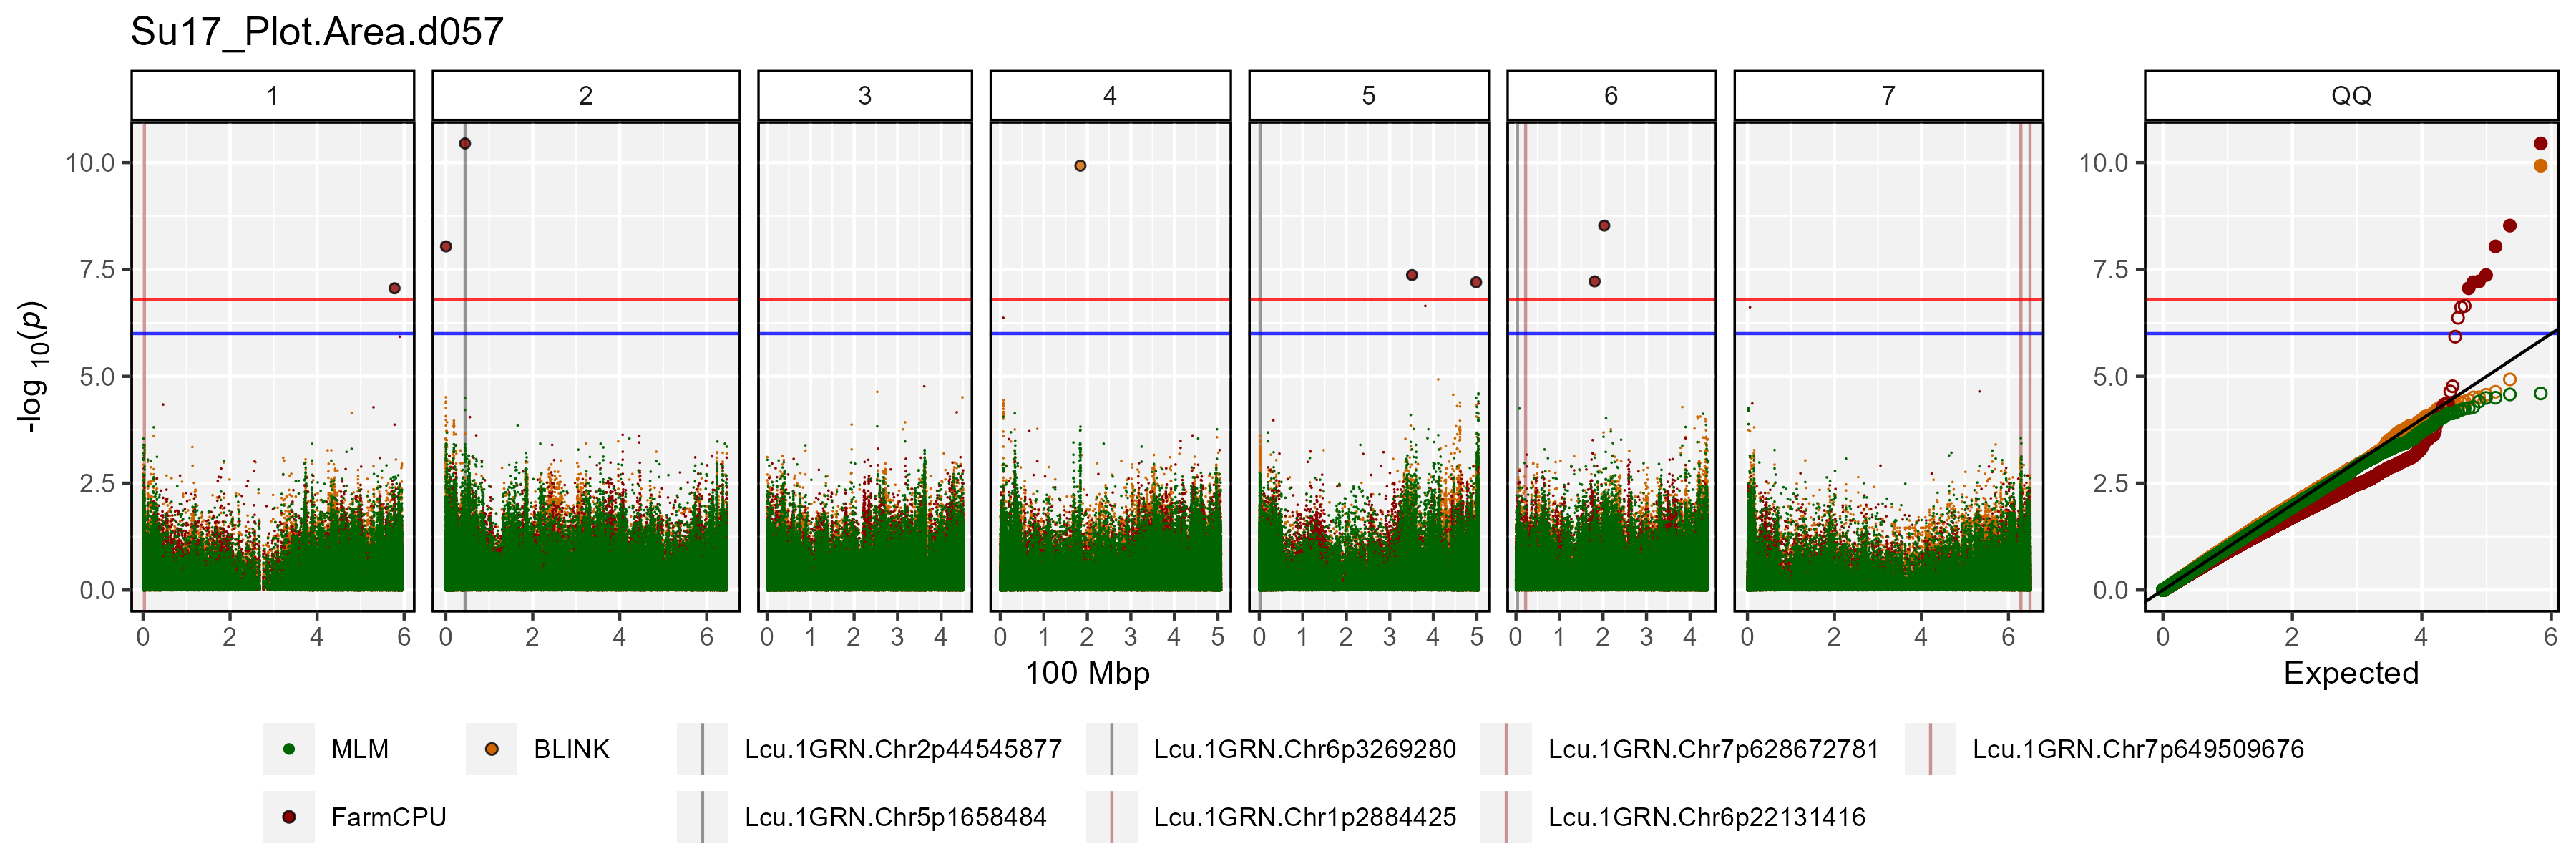 Su17_Plot.Area.d057
1 2 3 4 5 6 7 QQ
10.0 10.0
7.5 7.5
5.0 5.0
2.5 2.5
0.0 0.0
-log 10(p)
0 2 4 6 0 2 4 6 0 1 2 3 4 0 1 2 3 4 5 0 1 2 3 4 5 0 1 2 3 4 0 2 4 6 0 2 4 6
100 Mbp Expected
MLM BLINK Lcu.1GRN.Chr2p44545877 Lcu.1GRN.Chr6p3269280 Lcu.1GRN.Chr7p628672781 Lcu.1GRN.Chr7p649509676
FarmCPU Lcu.1GRN.Chr5p1658484 Lcu.1GRN.Chr1p2884425 Lcu.1GRN.Chr6p22131416